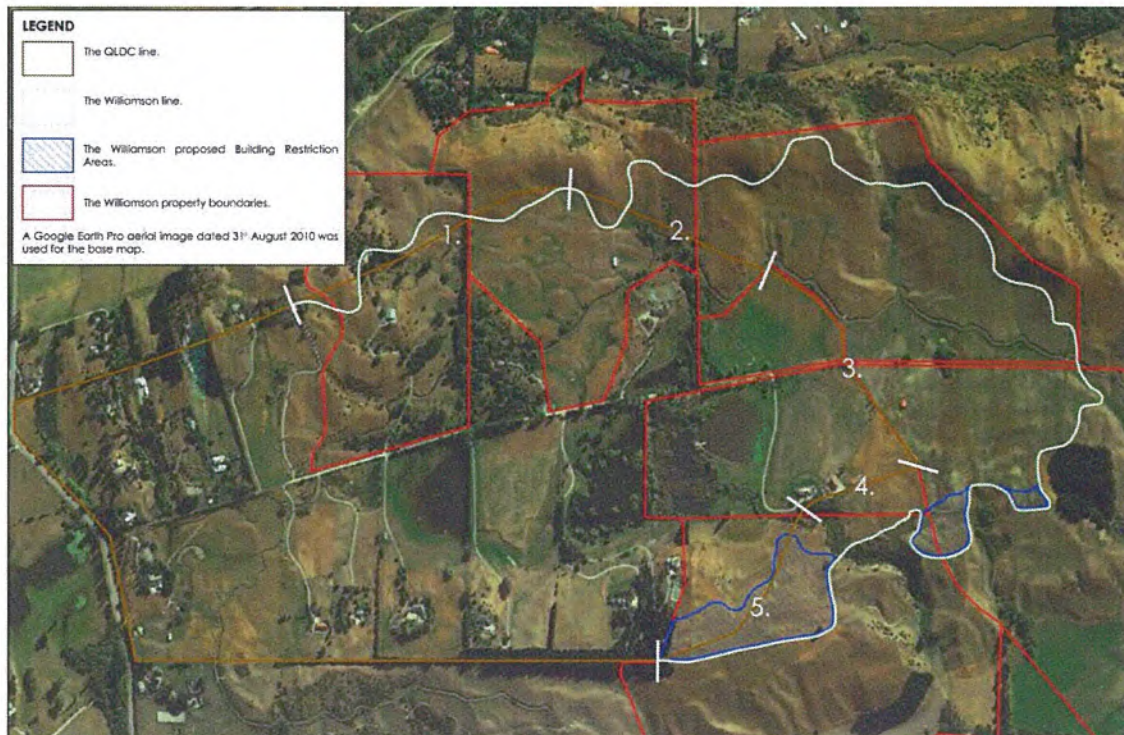 LEGEND
The QLDC line.
The Williamson line.
The Williamson proposed Building Restriction
Areas.
The Williamson property boundaries.
A Google Earth Pro aerial image dated 31st August 2010 was
used for the base map.
1.
2.
3.
4.
5.